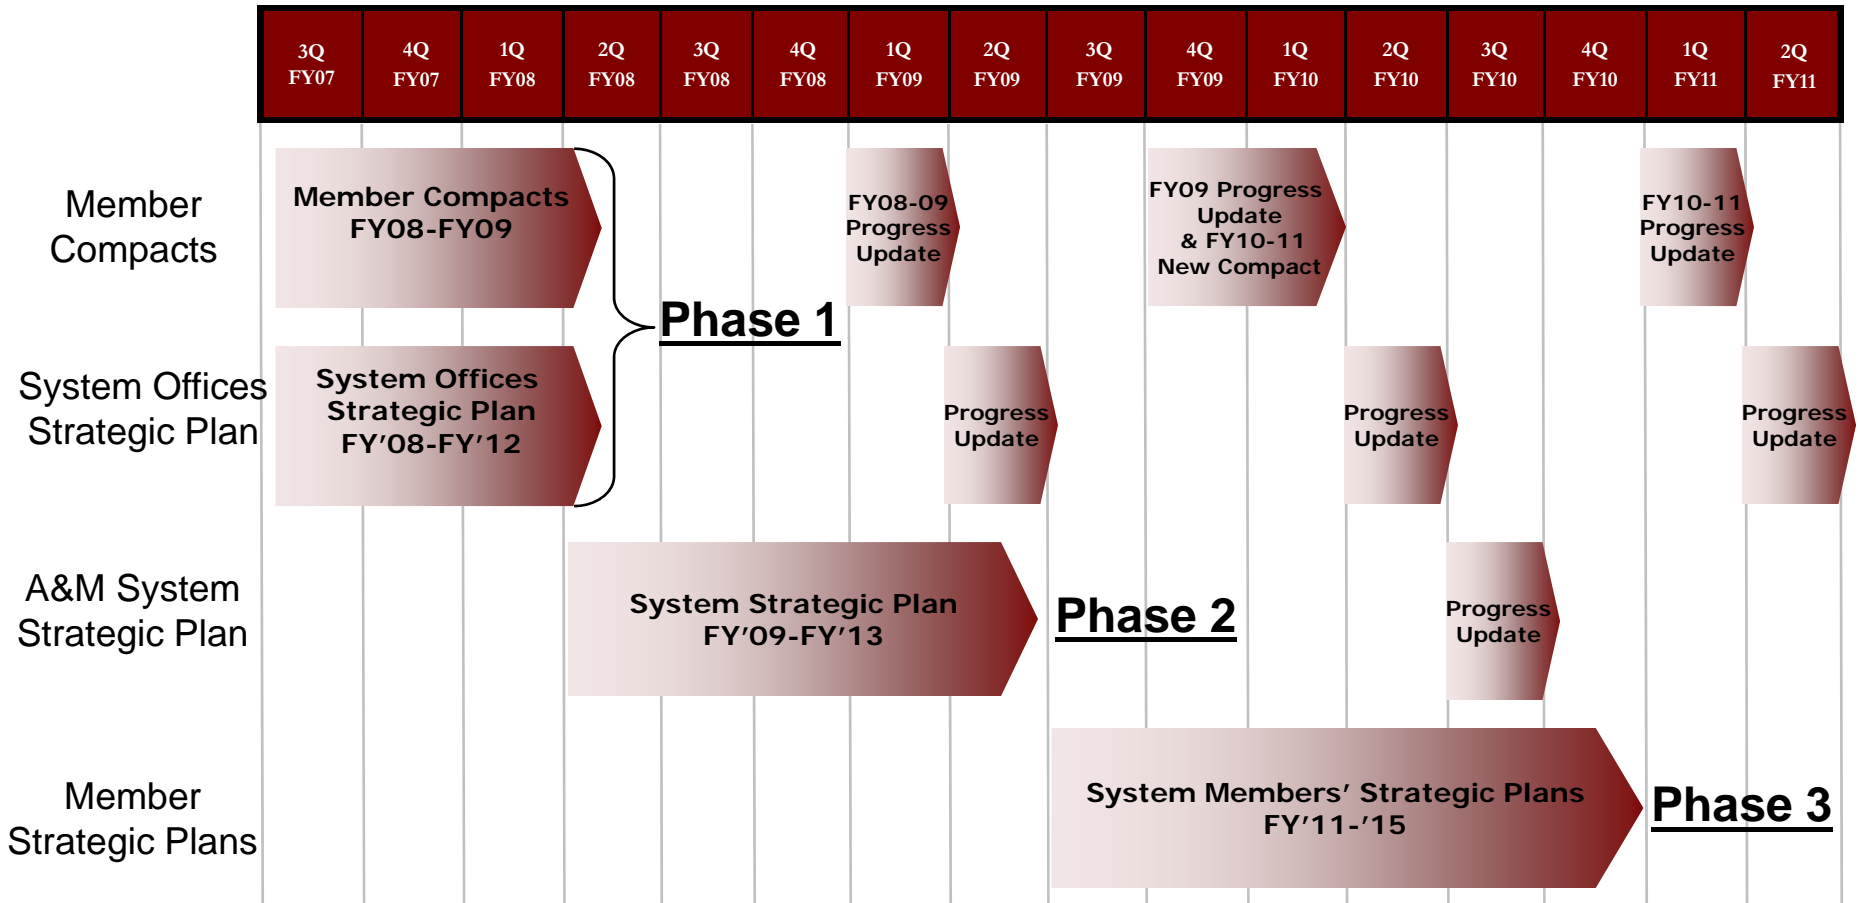 3Q
FY07
4Q
FY07
1Q
FY08
2Q
FY08
3Q
FY08
4Q
FY08
1Q
FY09
2Q
FY09
3Q
FY09
4Q
FY09
1Q
FY10
2Q
FY10
3Q
FY10
4Q
FY10
1Q
FY11
2Q
FY11
Member
Compacts
Member Compacts
FY08-FY09
FY08-09
Progress
Update
FY09 Progress
Update
& FY10-11
New Compact
FY10-11
Progress
Update
Phase 1
System Offices
Strategic Plan
System Offices
Strategic Plan
FY'08-FY'12
Progress
Update
Progress
Update
Progress
Update
A&M System
Strategic Plan
System Strategic Plan
FY'09-FY'13
Phase 2
Progress
Update
Member
Strategic Plans
System Members' Strategic Plans
FY'11-'15
Phase 3